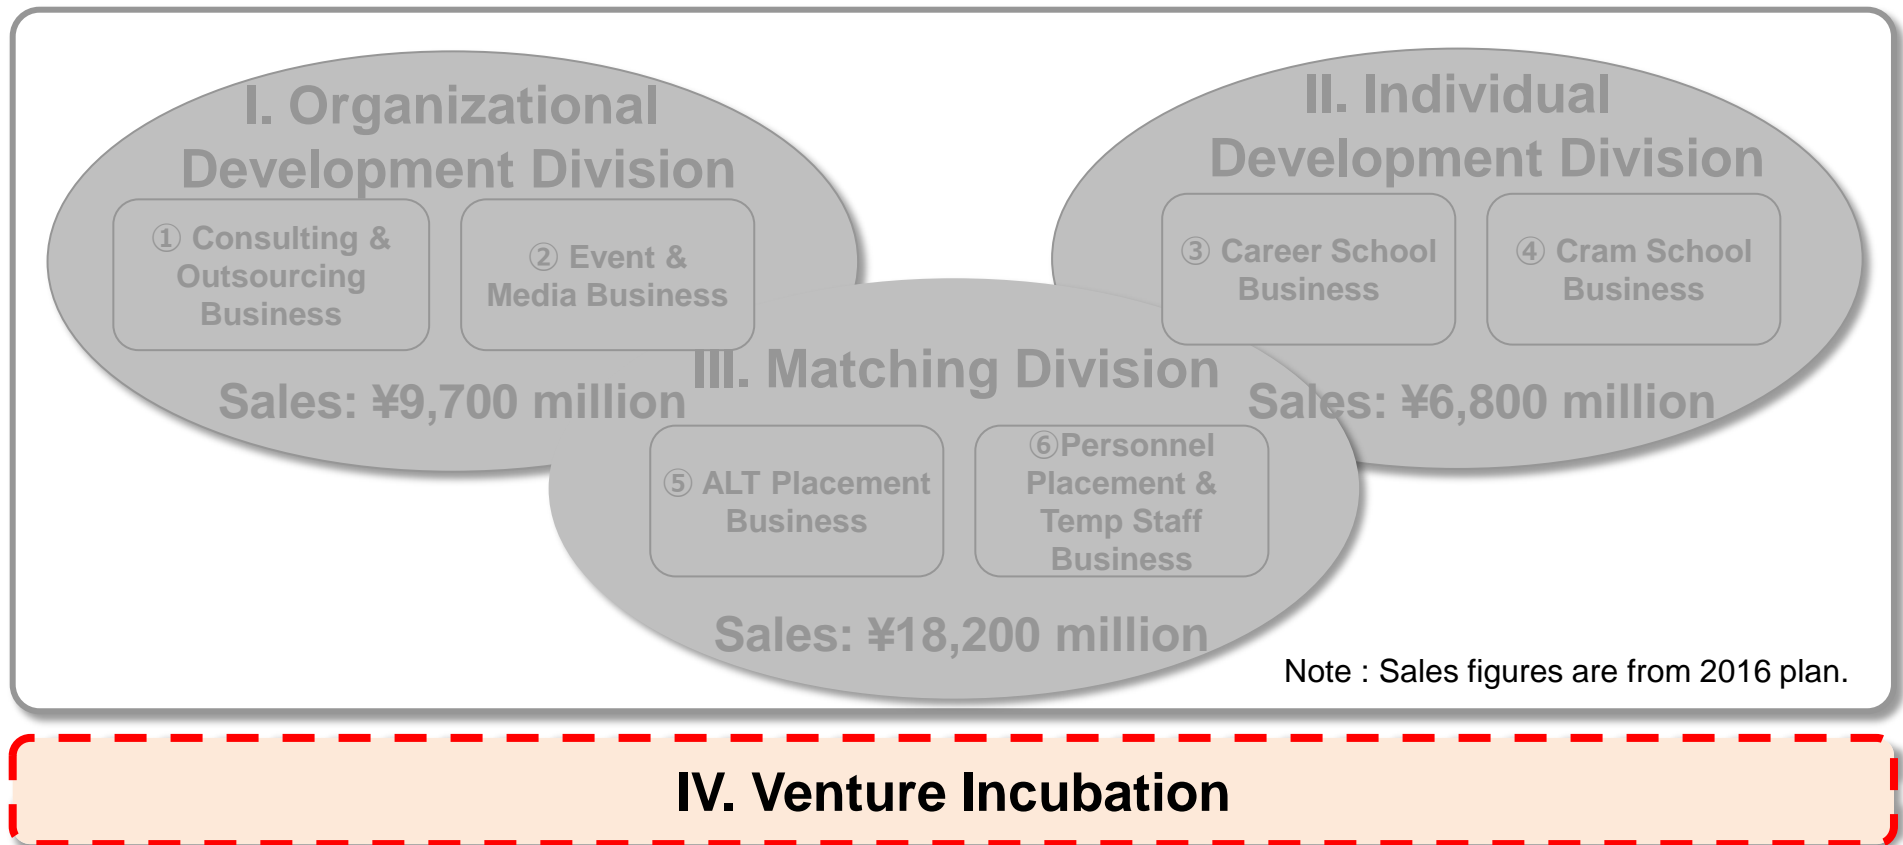 I. Organizational
Development Division
① Consulting &
Outsourcing
Business
② Event &
Media Business
Sales: ¥9,700 million
II. Individual
Development Division
③ Career School
Business
④ Cram School
Business
Sales: ¥6,800 million
III. Matching Division
⑤ ALT Placement
Business
⑥Personnel
Placement &
Temp Staff
Business
Sales: ¥18,200 million
Note : Sales figures are from 2016 plan.
IV. Venture Incubation